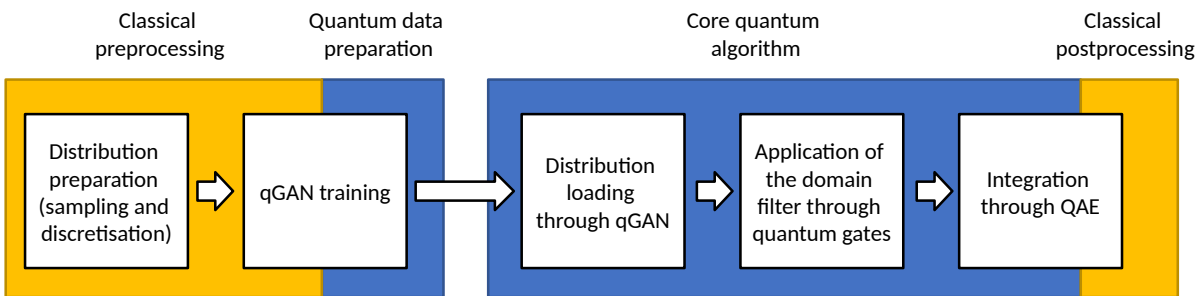 Classical
preprocessing
Quantum data
preparation
Core quantum
algorithm
Classical
postprocessing
Distribution
preparation
(sampling and
discretisation)
qGAN training
Distribution
loading
through qGAN
Application of
the domain
filter through
quantum gates
Integration
through QAE